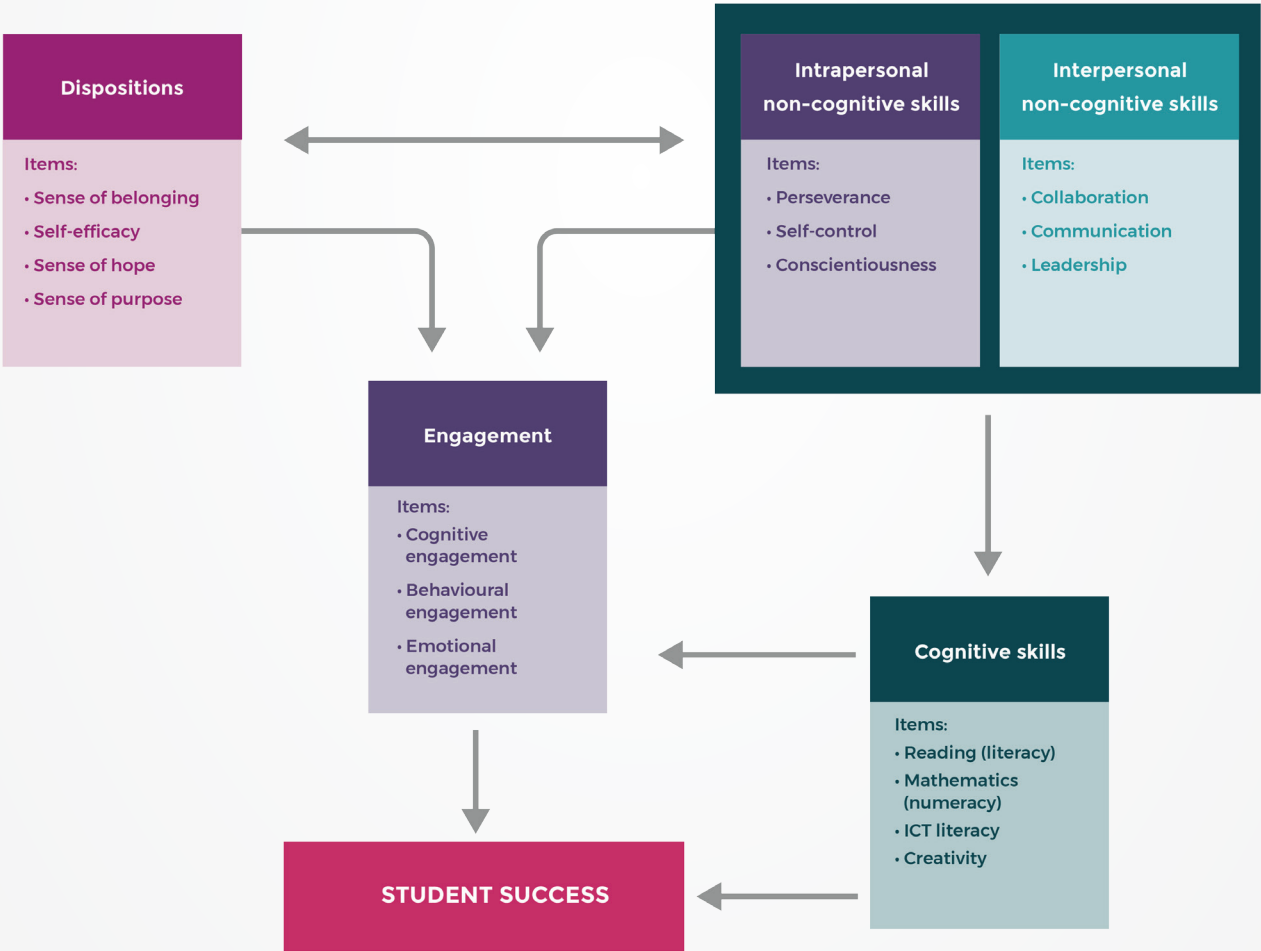 Dispositions
Items:
• Sense of belonging
• Self-efficacy
• Sense of hope
• Sense of purpose
Intrapersonal
non-cognitive skills
Items:
• Perseverance
• Self-control
• Conscientiousness
Interpersonal
non-cognitive skills
Items:
• Collaboration
• Communication
• Leadership
Engagement
Items:
• Cognitive
engagement
• Behavioural
engagement
• Emotional
engagement
Cognitive skills
Items:
• Reading (literacy)
• Mathematics
(numeracy)
• ICT literacy
• Creativity
STUDENT SUCCESS